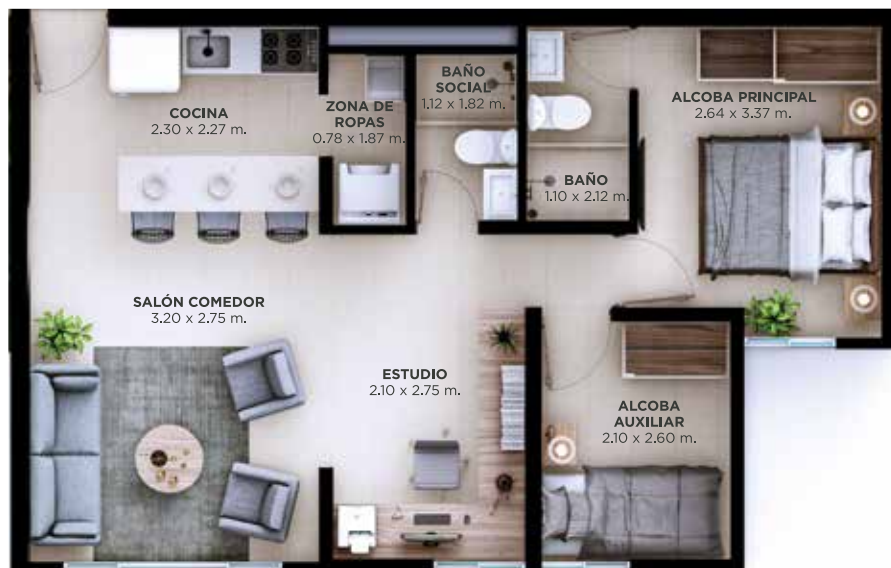 COCINA
2.30 x 2.27 m.
ZONA DE
ROPAS
0.78 x 1.87 m.
BAÑO
SOCIAL
1.12 x 1.82 m.
BAÑO
1.10 x 2.12 m.
ALCOBA PRINCIPAL
2.64 x 3.37 m.
SALÓN COMEDOR
3.20 x 2.75 m.
ESTUDIO
2.10 x 2.75 m.
ALCOBA
AUXILIAR
2.10 x 2.60 m.